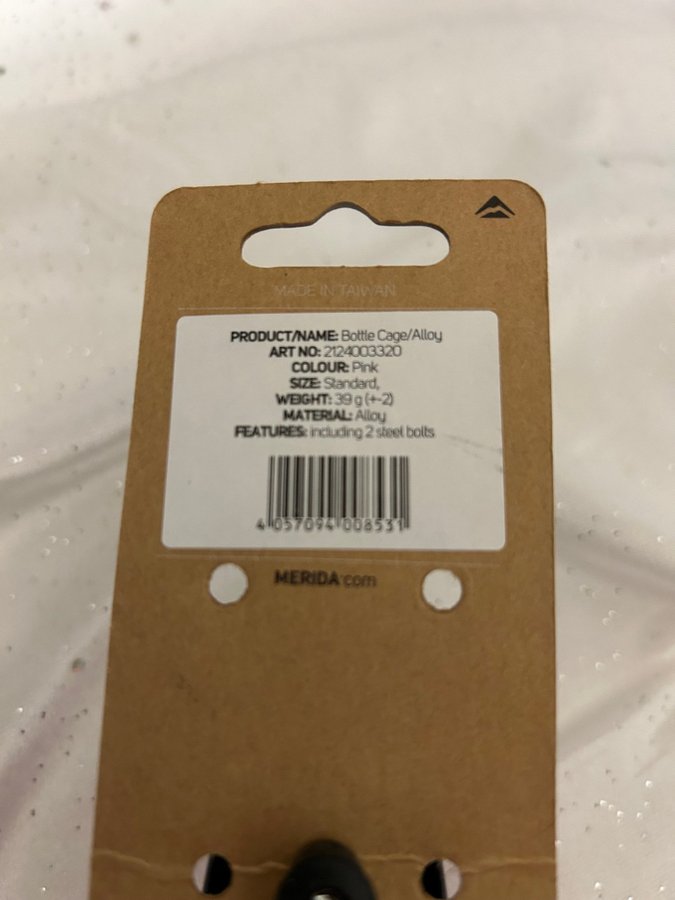 MADE IN TAIWAN
PRODUCT/NAME: Bottle Cage/Alloy
ART NO: 2124003320
COLOUR: Pink
SIZE: Standard,
WEIGHT: 39 g (+-2)
MATERIAL: Alloy
FEATURES: including 2 steel bolts
4 057094 008531
MERIDA.com